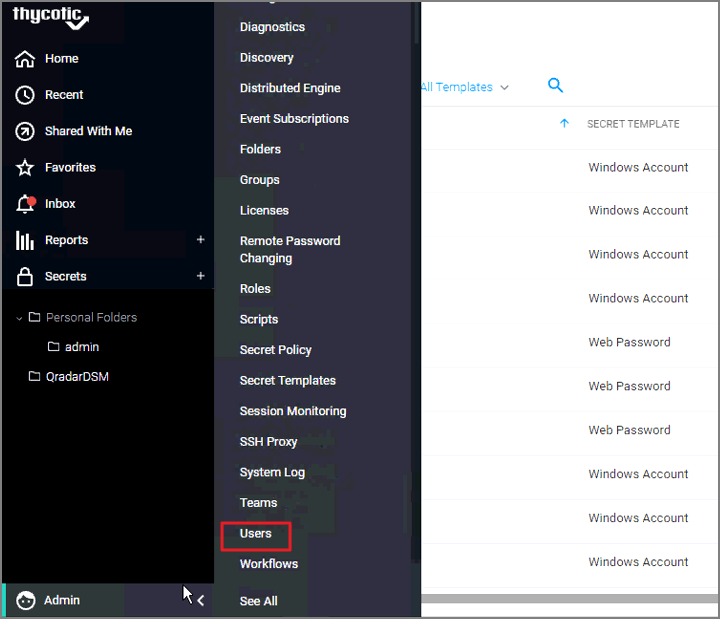 thycotic
Home
Recent
Shared With Me
Favorites
Inbox
Reports +
Secrets +
Personal Folders
admin
QradarDSM
Admin
Diagnostics
Discovery
Distributed Engine
Event Subscriptions
Folders
Groups
Licenses
Remote Password
Changing
Roles
Scripts
Secret Policy
Secret Templates
Session Monitoring
SSH Proxy
System Log
Teams
Users
Workflows
See All
All Templates
SECRET TEMPLATE
Windows Account
Windows Account
Windows Account
Windows Account
Web Password
Web Password
Web Password
Windows Account
Windows Account
Windows Account